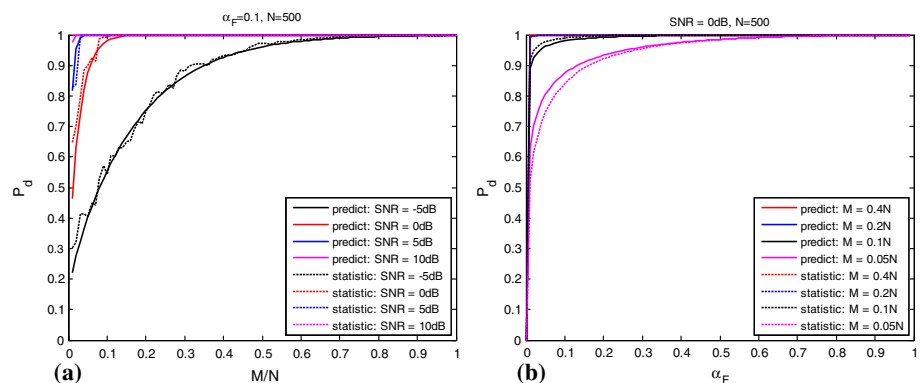 α_F=0.1, N=500
P_d
1
0.9
0.8
0.7
0.6
0.5
0.4
0.3
0.2
0.1
0
predict: SNR = -5dB
predict: SNR = 0dB
predict: SNR = 5dB
predict: SNR = 10dB
statistic: SNR = -5dB
statistic: SNR = 0dB
statistic: SNR = 5dB
statistic: SNR = 10dB
0 0.1 0.2 0.3 0.4 0.5 0.6 0.7 0.8 0.9 1
(a)
M/N
SNR = 0dB, N=500
P_d
1
0.9
0.8
0.7
0.6
0.5
0.4
0.3
0.2
0.1
0
predict: M = 0.4N
predict: M = 0.2N
predict: M = 0.1N
predict: M = 0.05N
statistic: M = 0.4N
statistic: M = 0.2N
statistic: M = 0.1N
statistic: M = 0.05N
0 0.1 0.2 0.3 0.4 0.5 0.6 0.7 0.8 0.9 1
(b)
α_F